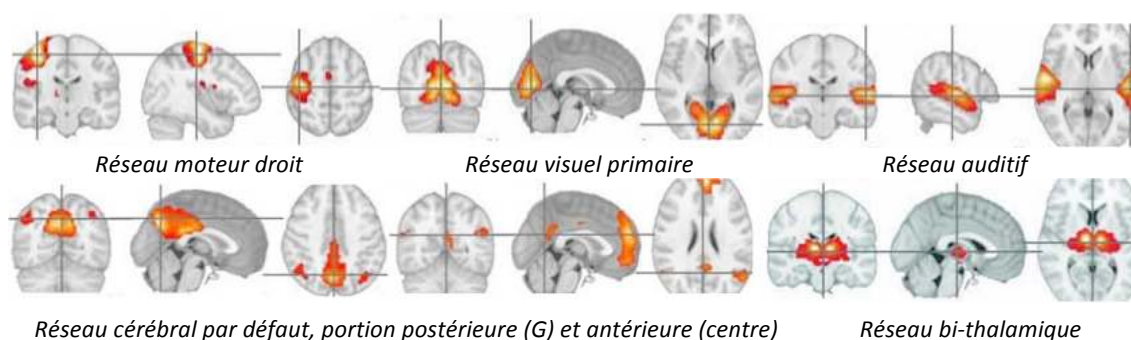 Réseau moteur droit
Réseau visuel primaire
Réseau auditif
Réseau cérébral par défaut, portion postérieure (G) et antérieure (centre)
Réseau bi-thalamique